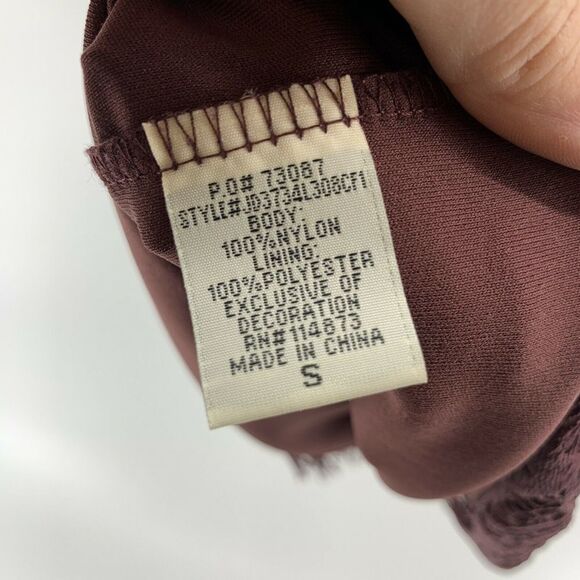 P.O# 73087
STYLE#JD3734L308CF1
BODY:
100%NYLON
LINING:
100%POLYESTER
EXCLUSIVE OF
DECORATION
RN#114873
MADE IN CHINA
S